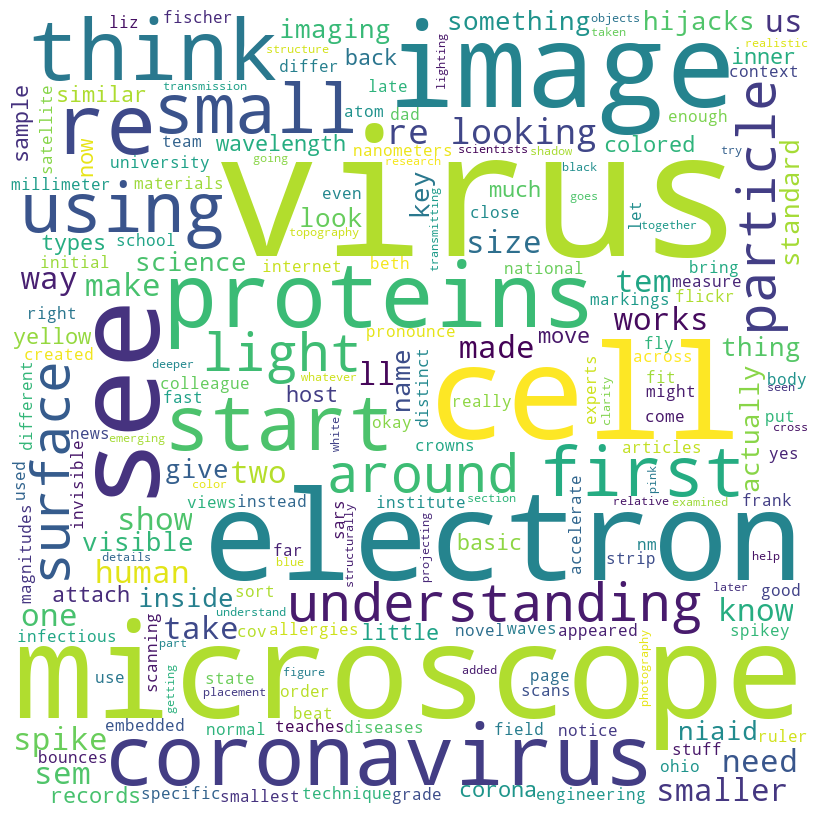 think
image
virus
see
cell
electron
microscope
coronavirus
proteins
start
understanding
re
small
using
light
around
first
surface
particle
re looking
size
show
human
inside
take
one
spike
sem
visible
give
two
look
way
make
science
types
yellow
similar
sample
satellite
liz
fischer
structure
transmission
differ
imaging
back
late
atom
dad
something
objects
taken
hijacks
us
realistic
inner
context
lighting
enough
colored
standard
wavelength
team
now
university
nanometers
research
scientists
shadow
black
try
going
millimeter
materials
key
much
close
goes
let
together
school
initial
internet
topography
beth
transmitting
national
tem
bring
measure
markings
flickr
right
created
ll
made
pronounce
move
works
thing
fly
across
deeper
colleague
whatever
name
distinct
okay
really
experts
fit
might
body
clarity
come
put
actually
seen
cross
different
fast
host
crowns
articles
yes
news
emerging
white
used
invisible
color
views
instead
institute
section
pink
relative
examined
frank
magnitudes
details
far
blue
sars
structurally
basic
projecting
accelerate
nm
strip
help
later
good
attach
sort
understand
infectious
part
scanning
cov
allergies
little
novel
waves
appeared
know
spikey
use
state
figure
getting
placement
order
added
page
scans
photography
embedded
normal
beat
teaches
diseases
field
notice
niaid
ruler
stuff
bounces
records
specific
smallest
technique
grade
corona
engineering
ohio
need
smaller